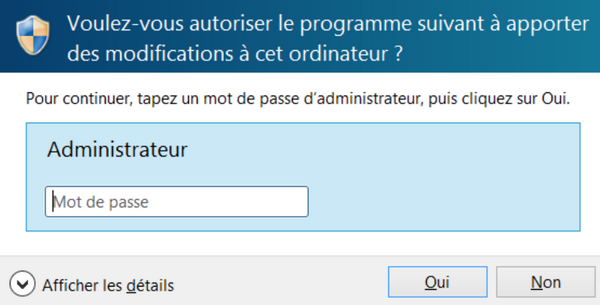 Voulez-vous autoriser le programme suivant à apporter
des modifications à cet ordinateur ?
Pour continuer, tapez un mot de passe d'administrateur, puis cliquez sur Oui.
Administrateur
Mot de passe
Afficher les détails
Oui
Non